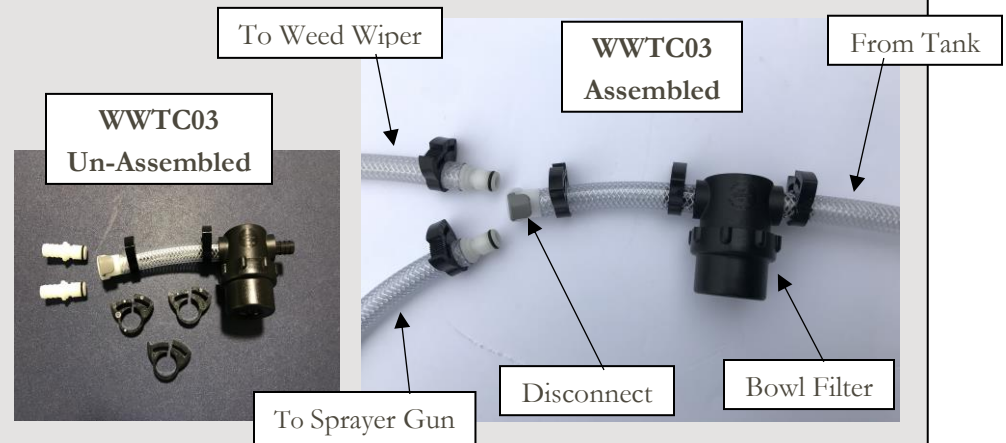 To Weed Wiper
WWTC03
Assembled
From Tank
WWTC03
Un-Assembled
Disconnect
Bowl Filter
To Sprayer Gun